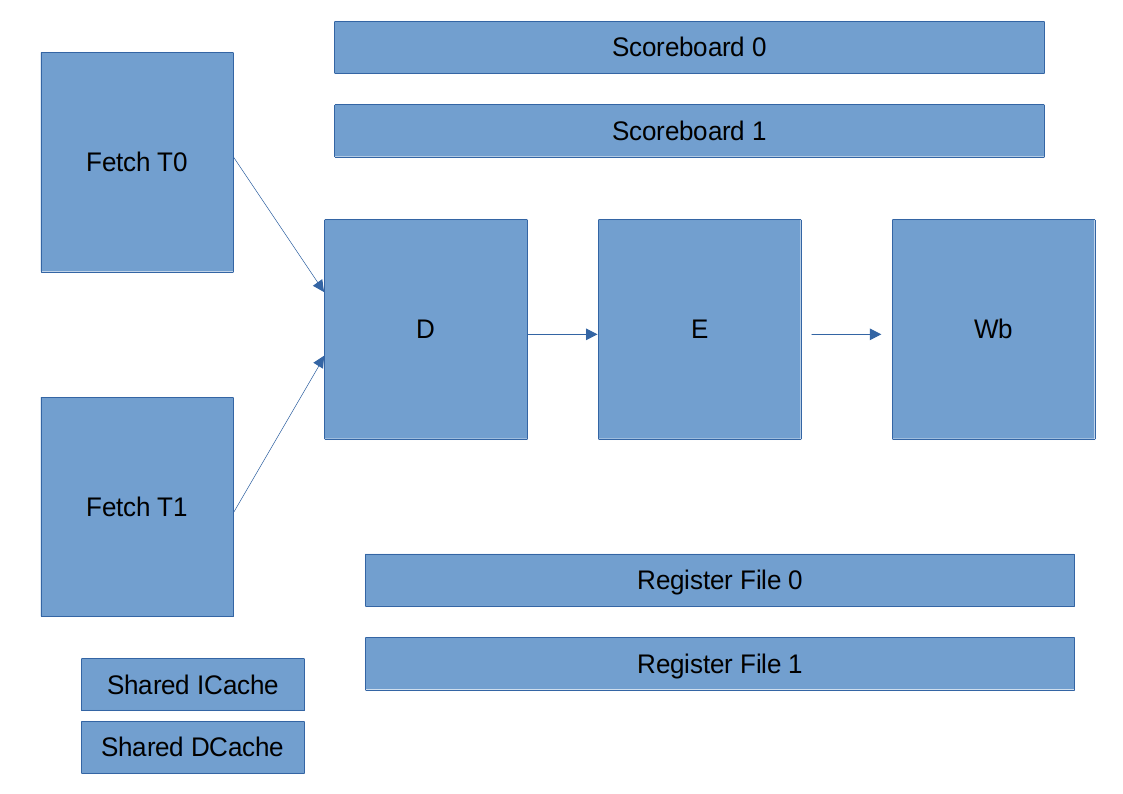 Scoreboard 0
Fetch T0
Scoreboard 1
D
E
Wb
Fetch T1
Register File 0
Register File 1
Shared ICache
Shared DCache